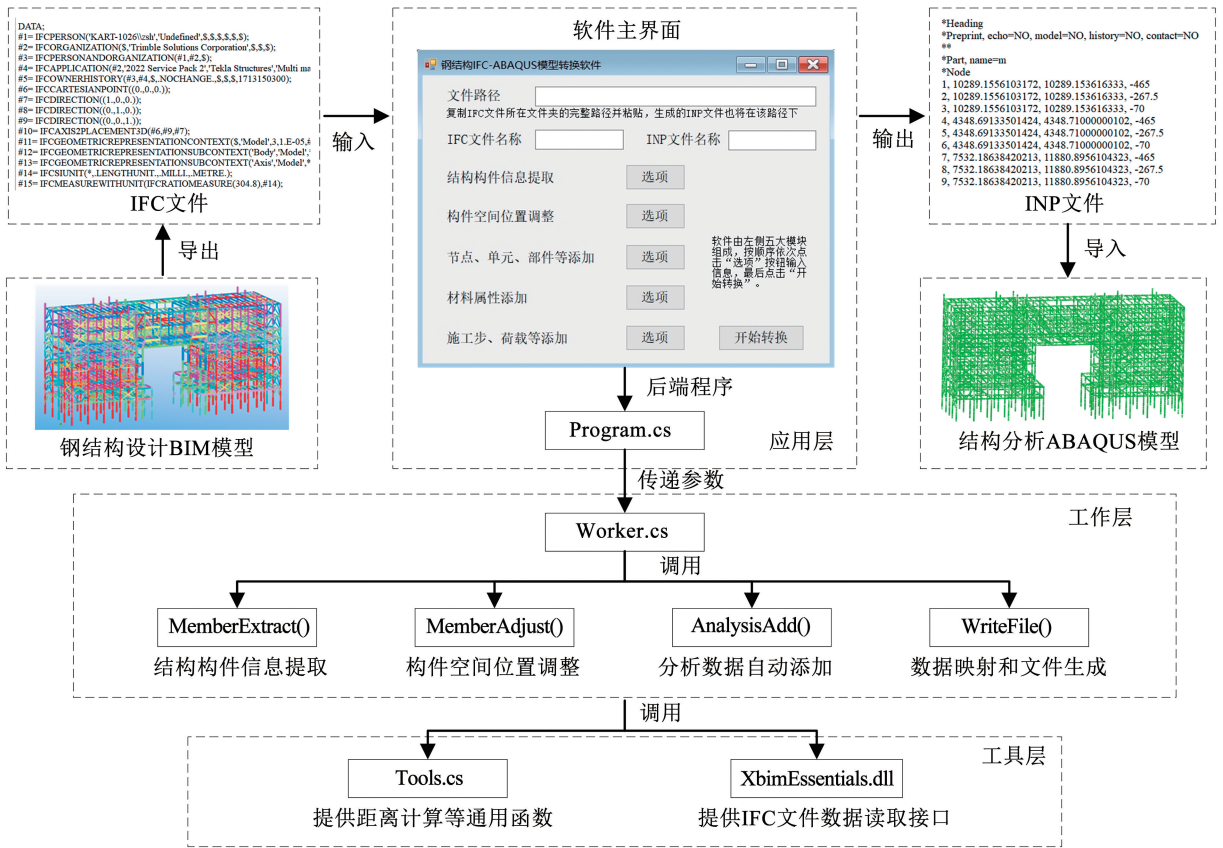 DATA;
#1= IFCPERSON('KART-1026\\zsh','Undefined',$,$,$,$,$,$);
#2= IFCORGANIZATION($,'Trimble Solutions Corporation',$,$,$);
#3= IFCPERSONANDORGANIZATION(#1,#2,$);
#4= IFCAPPLICATION(#2,'2022 Service Pack 2','Tekla Structures','Multi ma
#5= IFCOWNERHISTORY(#3,#4,$,.NOCHANGE.,$,$,$,1713150300);
#6= IFCCARTESIANPOINT((0.,0.,0.));
#7= IFCDIRECTION((1.,0.,0.));
#8= IFCDIRECTION((0.,1.,0.));
#9= IFCDIRECTION((0.,0.,1.));
#10= IFCAXIS2PLACEMENT3D(#6,#9,#7);
#11= IFCGEOMETRICREPRESENTATIONCONTEXT($,'Model',3,1.E-05,#
#12= IFCGEOMETRICREPRESENTATIONSUBCONTEXT('Body','Model',
#13= IFCGEOMETRICREPRESENTATIONSUBCONTEXT('Axis','Model',*
#14= IFCSIUNIT(*,.LENGTHUNIT.,.MILLI.,.METRE.);
#15= IFCMEASUREWITHUNIT(IFCRATIOMEASURE(304.8),#14);
IFC文件
导出
钢结构设计BIM模型
输入
软件主界面
钢结构IFC-ABAQUS模型转换软件
文件路径
复制IFC文件所在文件夹的完整路径并粘贴，生成的INP文件也将在该路径下
IFC文件名称 INP文件名称
结构构件信息提取 选项
构件空间位置调整 选项
节点、单元、部件等添加 选项
材料属性添加 选项
施工步、荷载等添加 选项 开始转换
软件由左侧五大模块
组成，按顺序依次点
击“选项”按钮输入
信息，最后点击“开
始转换”。
后端程序
Program.cs
应用层
输出
*Heading
*Preprint, echo=NO, model=NO, history=NO, contact=NO
**
*Part, name=m
*Node
1, 10289.1556103172, 10289.153616333, -465
2, 10289.1556103172, 10289.153616333, -267.5
3, 10289.1556103172, 10289.153616333, -70
4, 4348.69133501424, 4348.71000000102, -465
5, 4348.69133501424, 4348.71000000102, -267.5
6, 4348.69133501424, 4348.71000000102, -70
7, 7532.18638420213, 11880.8956104323, -465
8, 7532.18638420213, 11880.8956104323, -267.5
9, 7532.18638420213, 11880.8956104323, -70
INP文件
导入
结构分析ABAQUS模型
传递参数
工作层
Worker.cs
调用
MemberExtract() MemberAdjust() AnalysisAdd() WriteFile()
结构构件信息提取 构件空间位置调整 分析数据自动添加 数据映射和文件生成
调用
工具层
Tools.cs XbimEssentials.dll
提供距离计算等通用函数 提供IFC文件数据读取接口